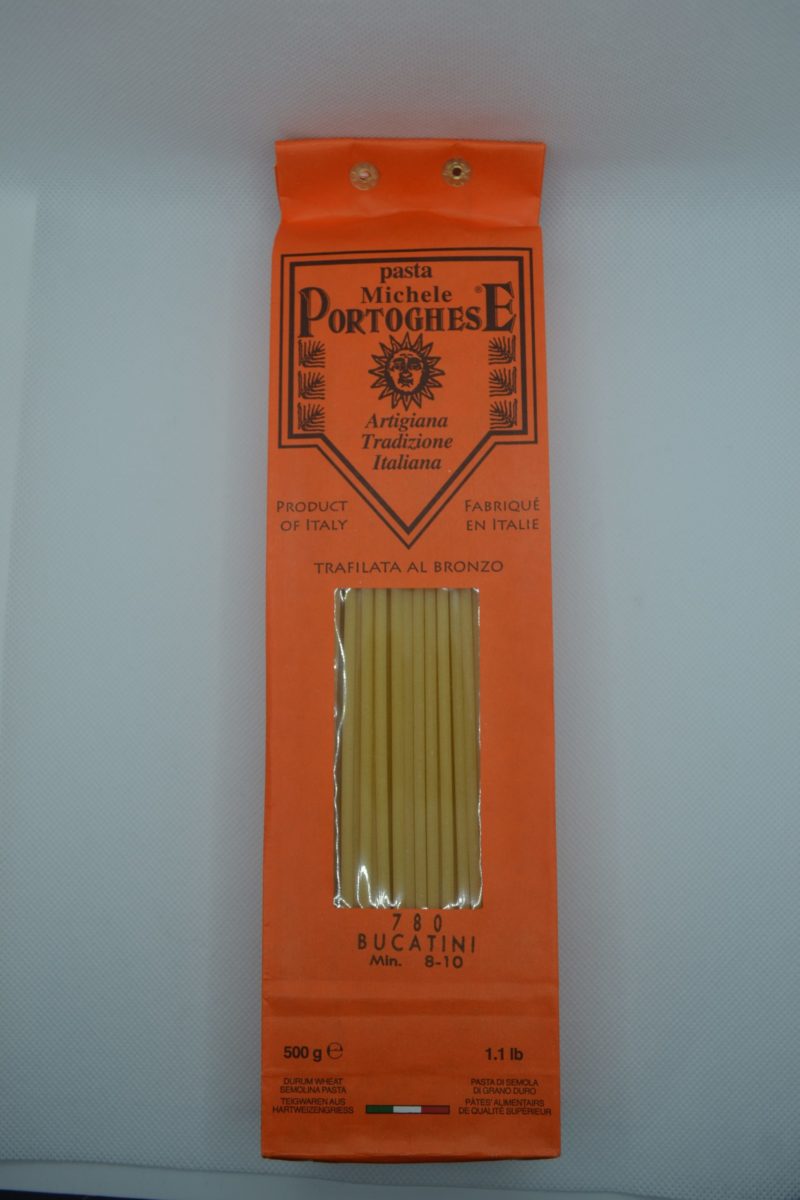 pasta
Michele
PORTOGHESE®
Artigiana
Tradizione
Italiana
PRODUCT
OF ITALY
FABRIQUÉ
EN ITALIE
TRAFILATA AL BRONZO
780
BUCATINI
Min. 8-10
500 g ℮
1.1 lb
DURUM WHEAT
SEMOLINA PASTA
TEIGWAREN AUS
HARTWEIZENGRIESS
PASTA DI SEMOLA
DI GRANO DURO
PÂTES' ALIMENTAIRS
DE QUALITÉ SUPÉRIEUR